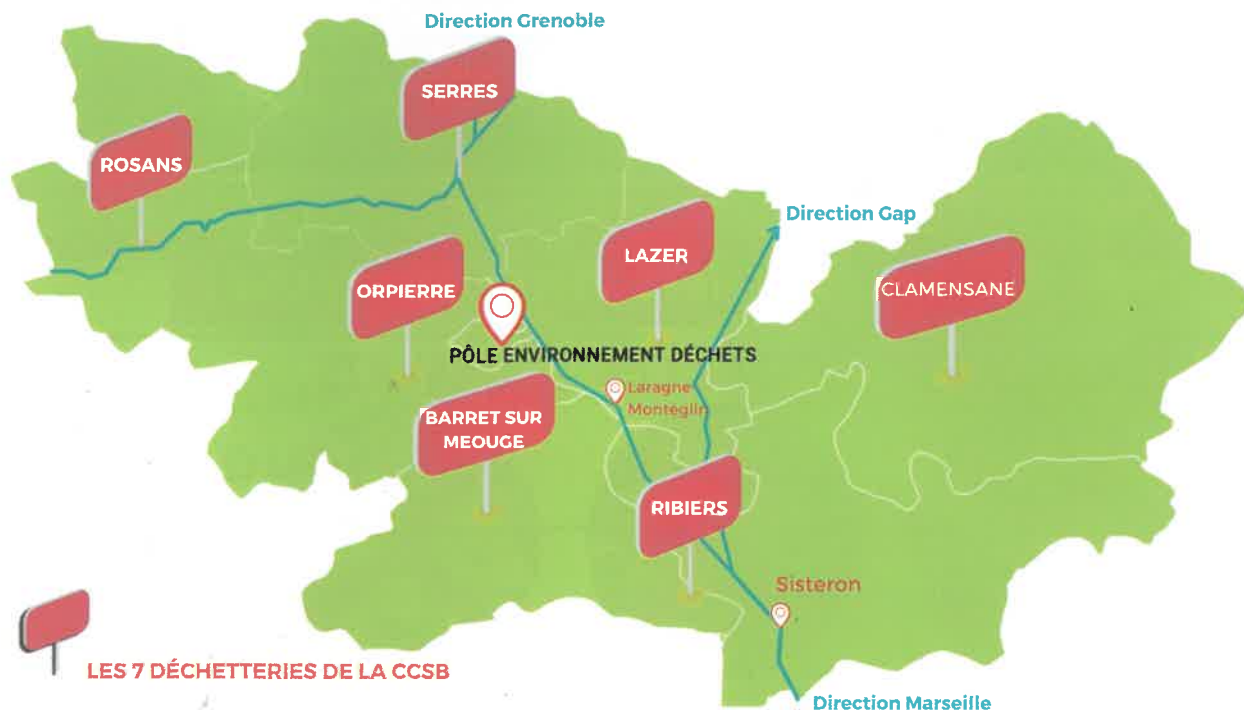 Direction Grenoble
SERRES
ROSANS
Direction Gap
LAZER
ORPIERRE
CLAMENSANE
PÔLE ENVIRONNEMENT DÉCHETS
Laragne
Montéglin
BARRET SUR
MEOUGE
RIBIERS
Sisteron
LES 7 DÉCHETTERIES DE LA CCSB
Direction Marseille